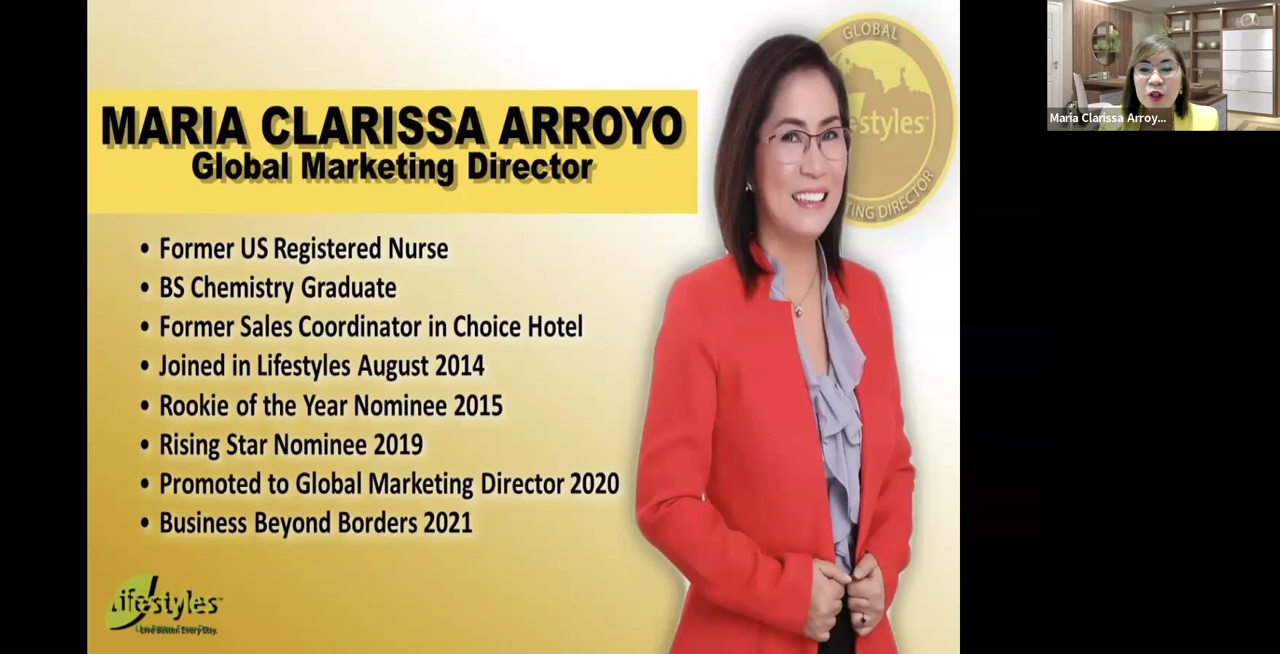 MARIA CLARISSA ARROYO
Global Marketing Director
GLOBAL
estyles™
TING DIRECTOR
• Former US Registered Nurse
• BS Chemistry Graduate
• Former Sales Coordinator in Choice Hotel
• Joined in Lifestyles August 2014
• Rookie of the Year Nominee 2015
• Rising Star Nominee 2019
• Promoted to Global Marketing Director 2020
• Business Beyond Borders 2021
Lifestyles™
Live Better Every Day.
Maria Clarissa Arroy...